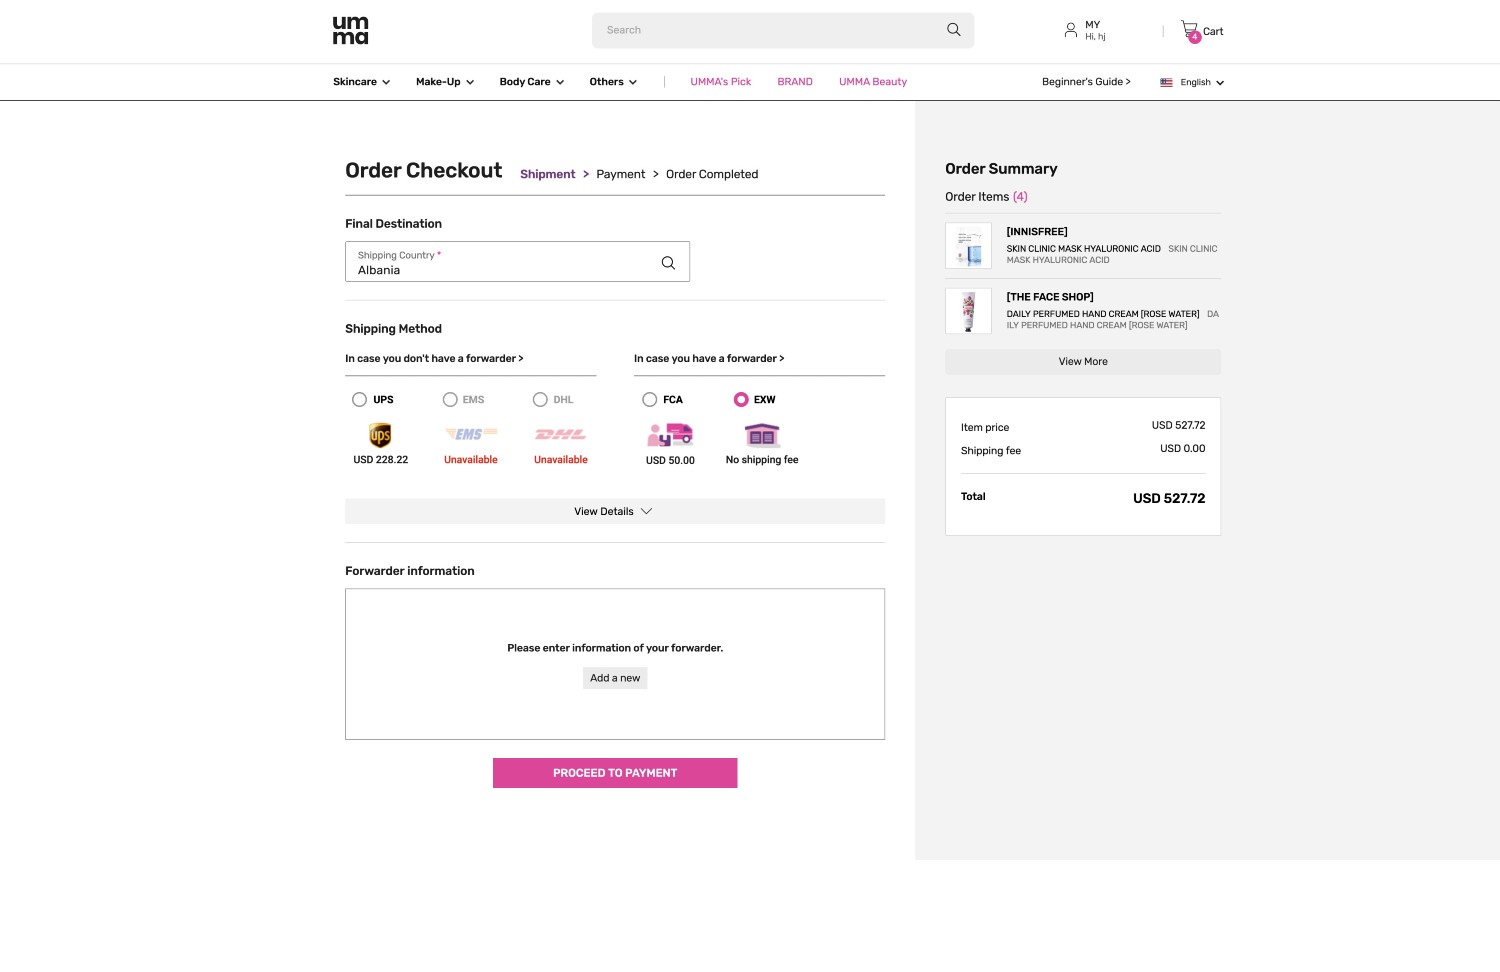 um
ma
Search
MY
Hi, hj
4
Cart
Skincare
Make-Up
Body Care
Others
UMMA's Pick
BRAND
UMMA Beauty
Beginner's Guide >
English
Order Checkout
Shipment > Payment > Order Completed
Final Destination
Shipping Country *
Albania
Shipping Method
In case you don't have a forwarder >
In case you have a forwarder >
UPS
EMS
DHL
FCA
EXW
ups
EMS
DHL
USD 228.22
Unavailable
Unavailable
USD 50.00
No shipping fee
View Details
Forwarder information
Please enter information of your forwarder.
Add a new
PROCEED TO PAYMENT
Order Summary
Order Items (4)
[INNISFREE]
SKIN CLINIC MASK HYALURONIC ACID SKIN CLINIC
MASK HYALURONIC ACID
[THE FACE SHOP]
DAILY PERFUMED HAND CREAM [ROSE WATER] DA
ILY PERFUMED HAND CREAM [ROSE WATER]
View More
Item price USD 527.72
Shipping fee USD 0.00
Total USD 527.72